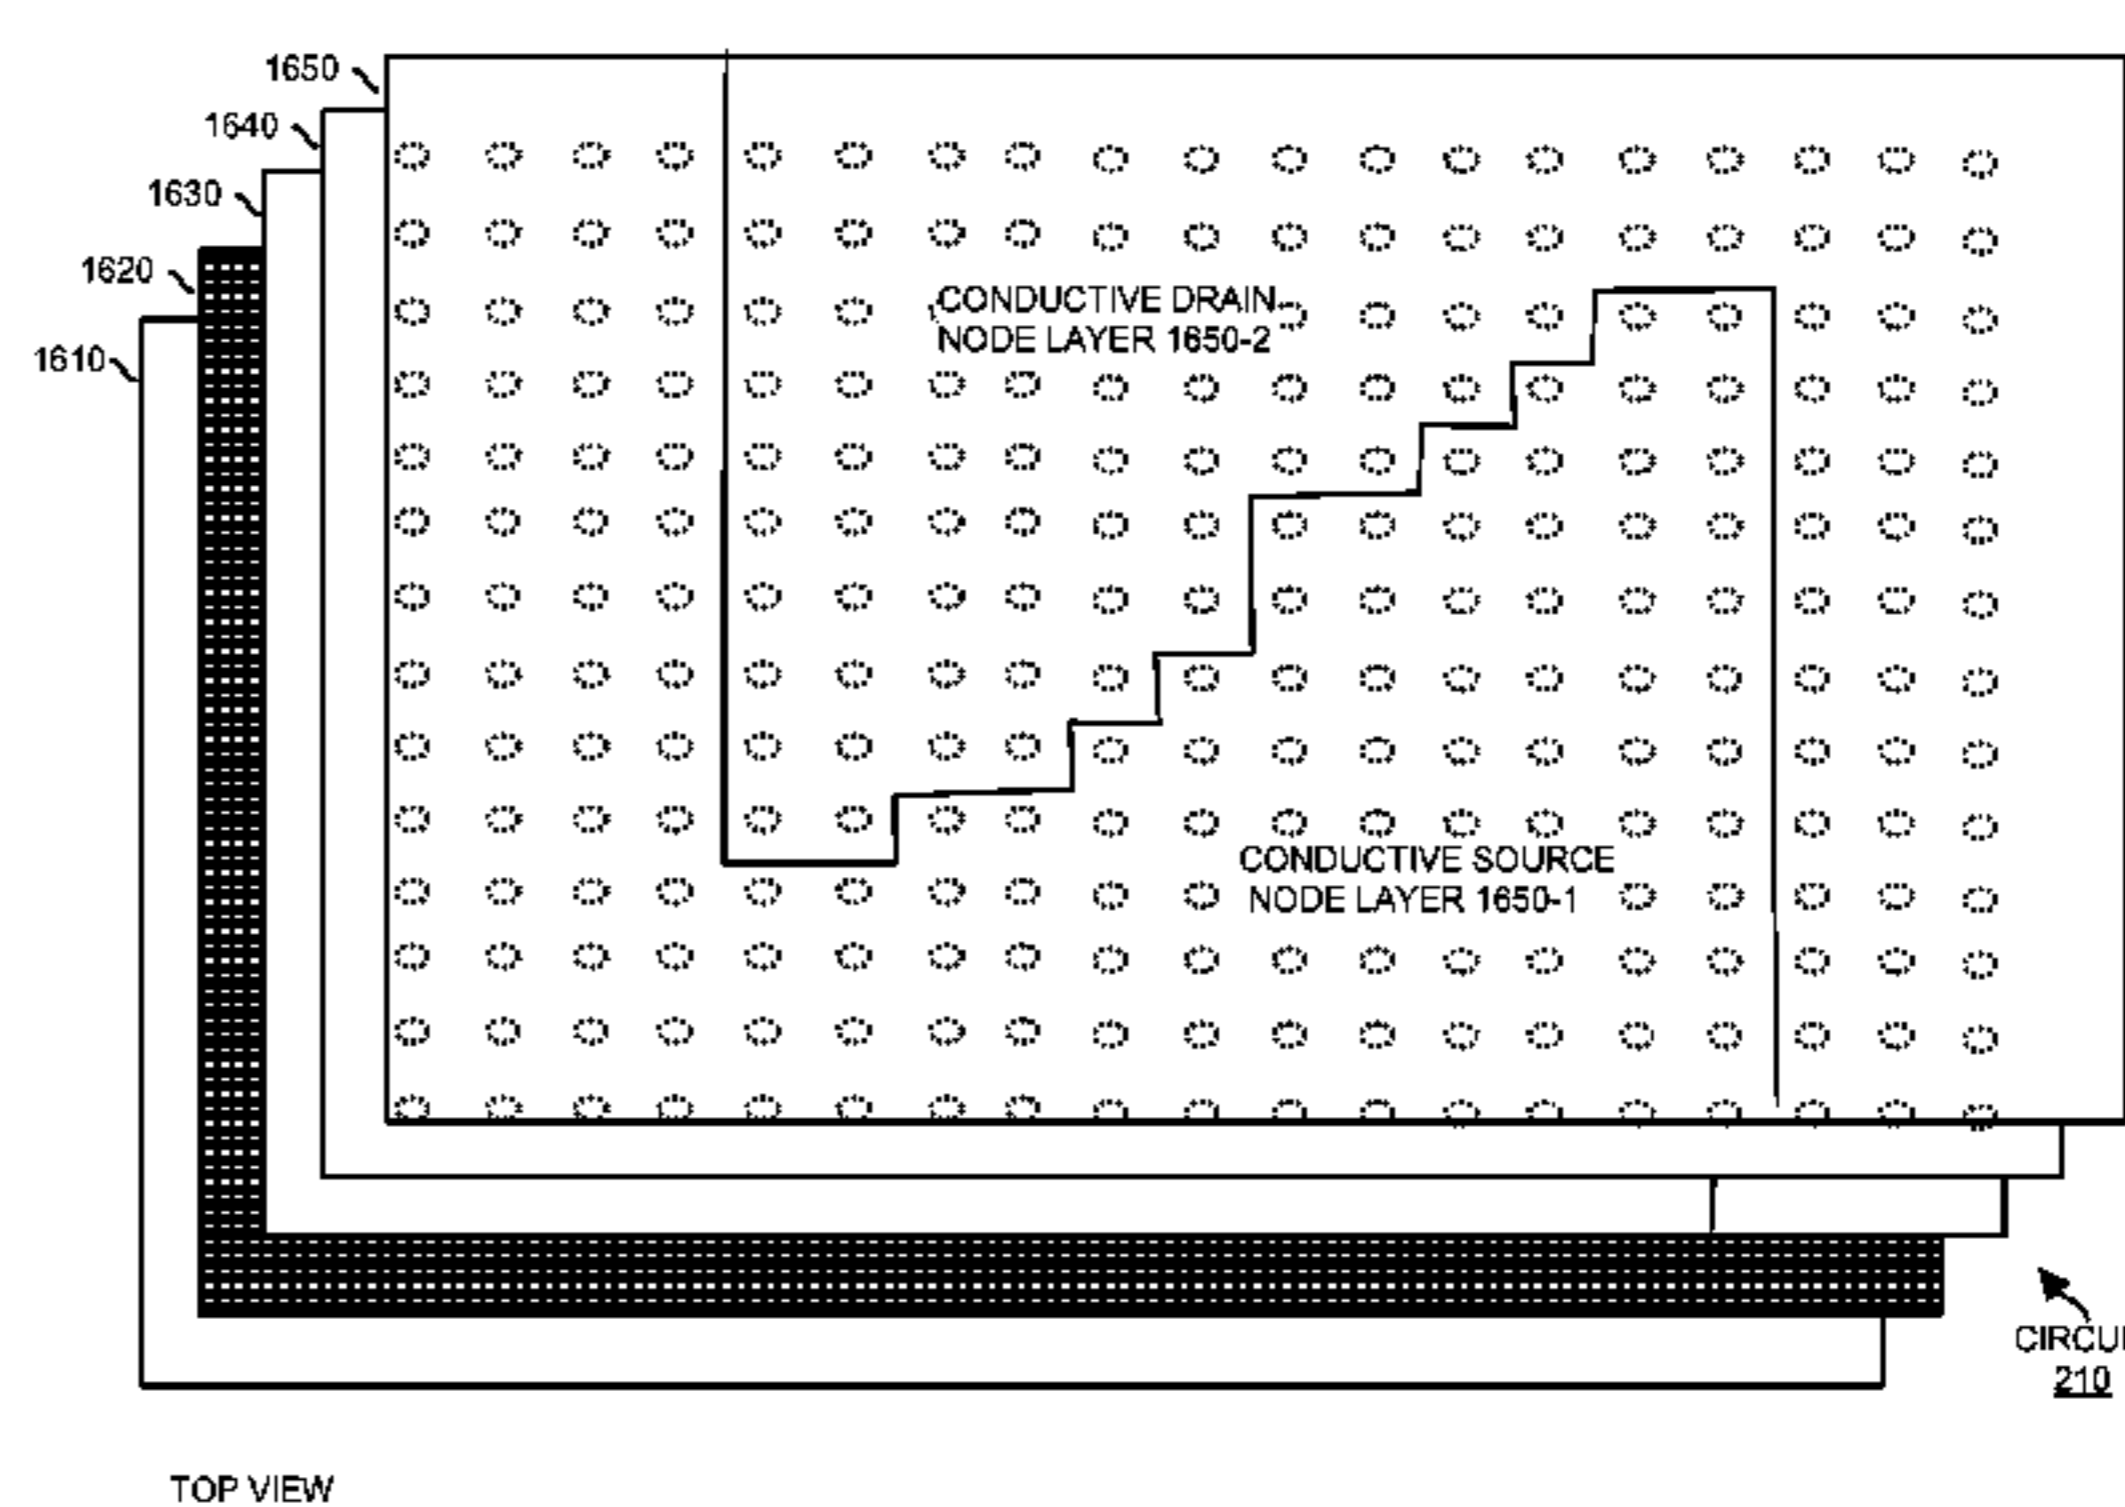 1650
1640
1630
1620
1610
CONDUCTIVE DRAIN
NODE LAYER 1650-2
CONDUCTIVE SOURCE
NODE LAYER 1650-1
210
TOP VIEW